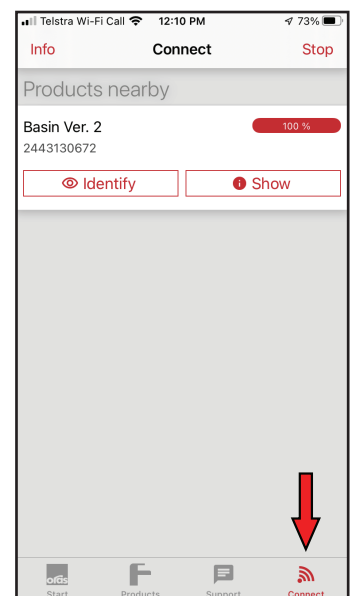 Telstra Wi-Fi Call 12:10 PM 73%
Info Connect Stop
Products nearby
Basin Ver. 2 100 %
2443130672
Identify Show
oras
Start Products Support Connect